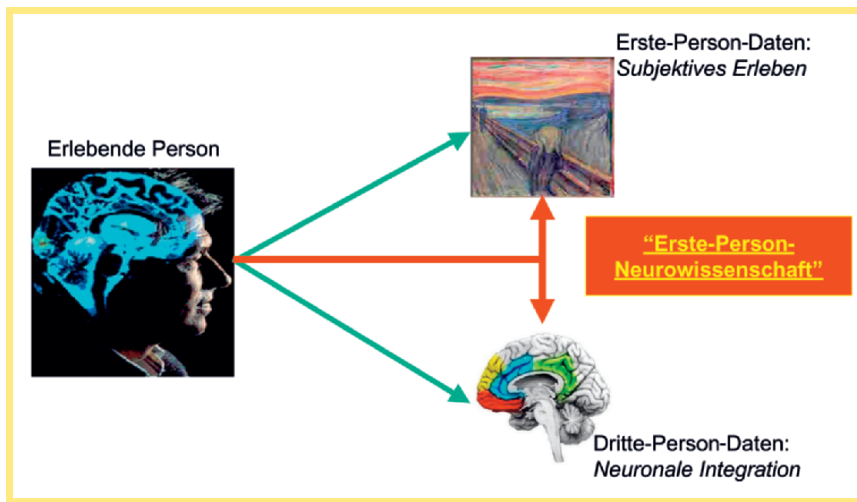 Erste-Person-Daten:
Subjektives Erleben
Erlebende Person
“Erste-Person-
Neurowissenschaft”
Dritte-Person-Daten:
Neuronale Integration